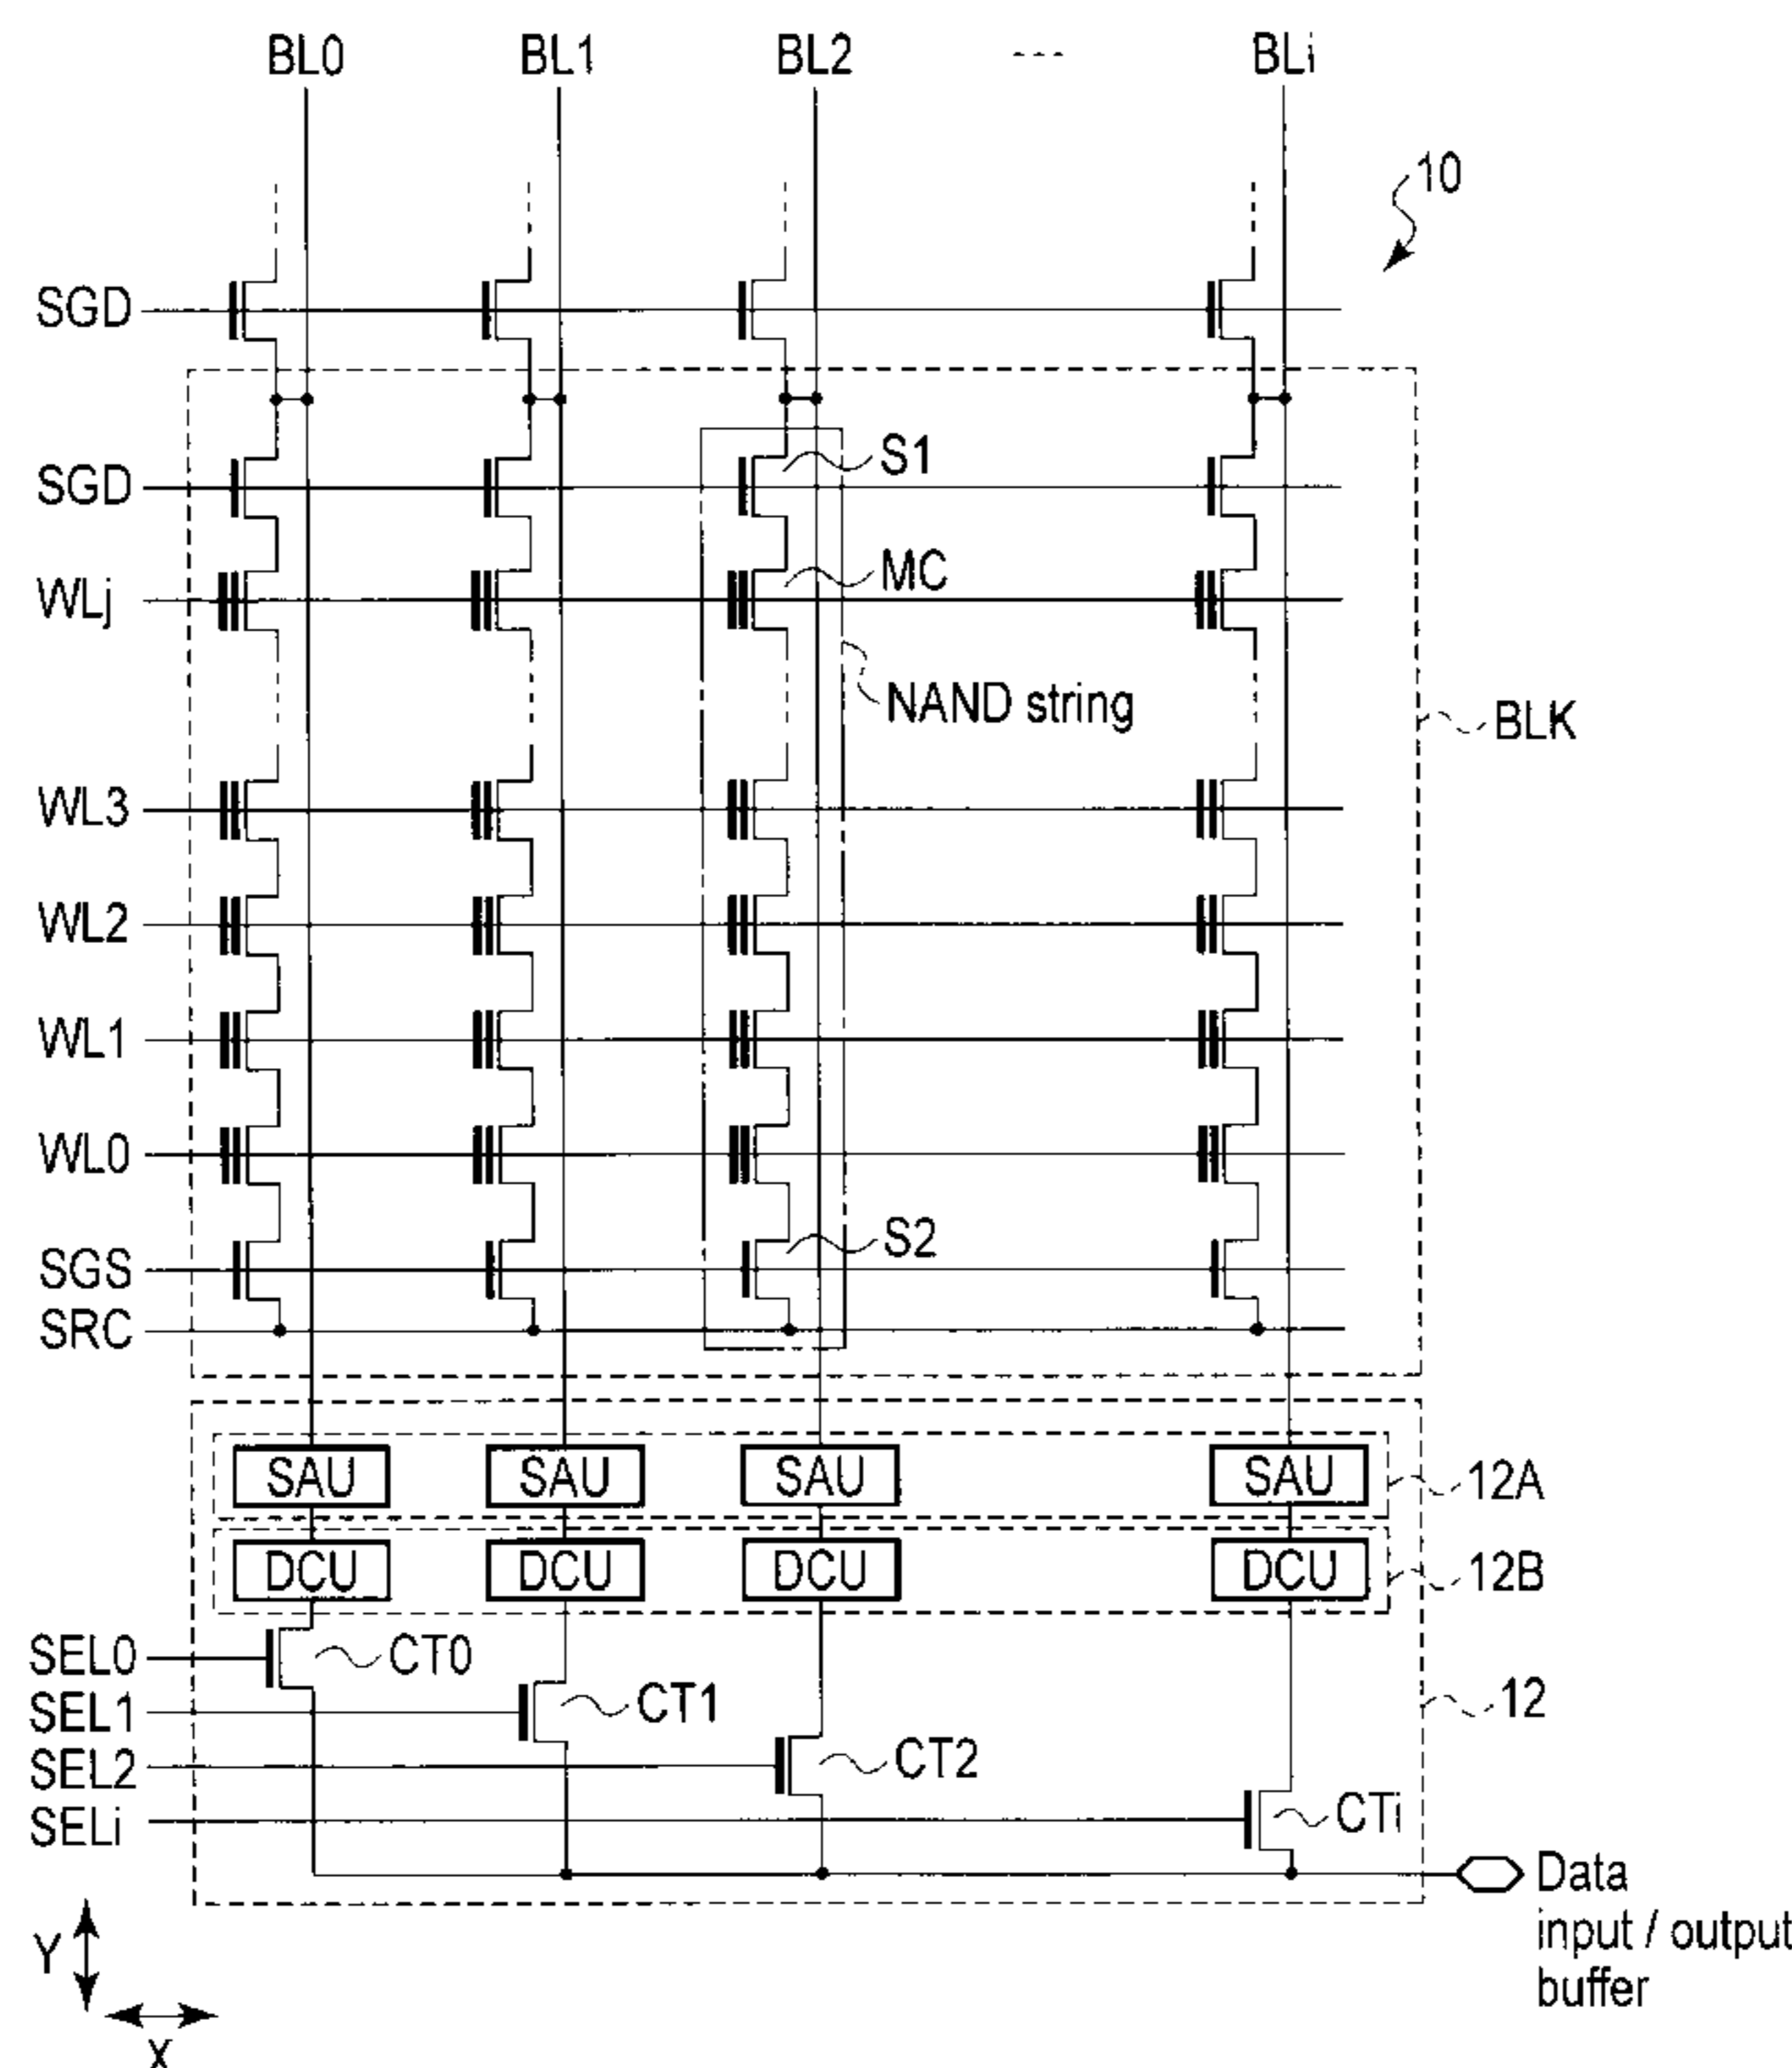 BL0 BL1 BL2 --- BLi
10
SGD
SGD S1
WLj MC
NAND string
BLK
WL3
WL2
WL1
WL0
SGS S2
SRC
SAU SAU SAU SAU 12A
DCU DCU DCU DCU 12B
SEL0 CT0
SEL1 CT1 12
SEL2 CT2
SELi CTi
Data
input / output
buffer
Y
X